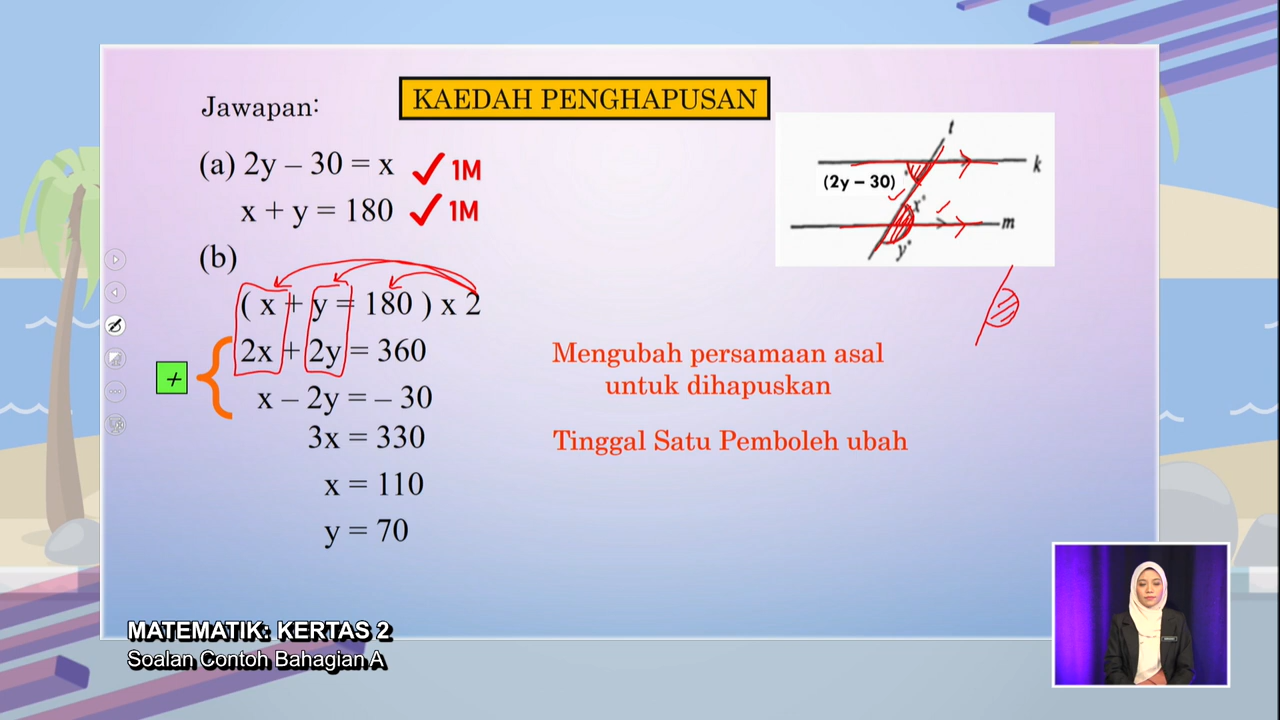 KAEDAH PENGHAPUSAN
Jawapan:
(a) 2y – 30 = x ✓ 1M
x + y = 180 ✓ 1M
(b)
( x + y = 180 ) x 2
2x + 2y = 360
+
x – 2y = – 30
3x = 330
x = 110
y = 70
Mengubah persamaan asal
untuk dihapuskan
Tinggal Satu Pemboleh ubah
t
k
(2y – 30)
x°
m
y°
MATEMATIK: KERTAS 2
Soalan Contoh Bahagian A